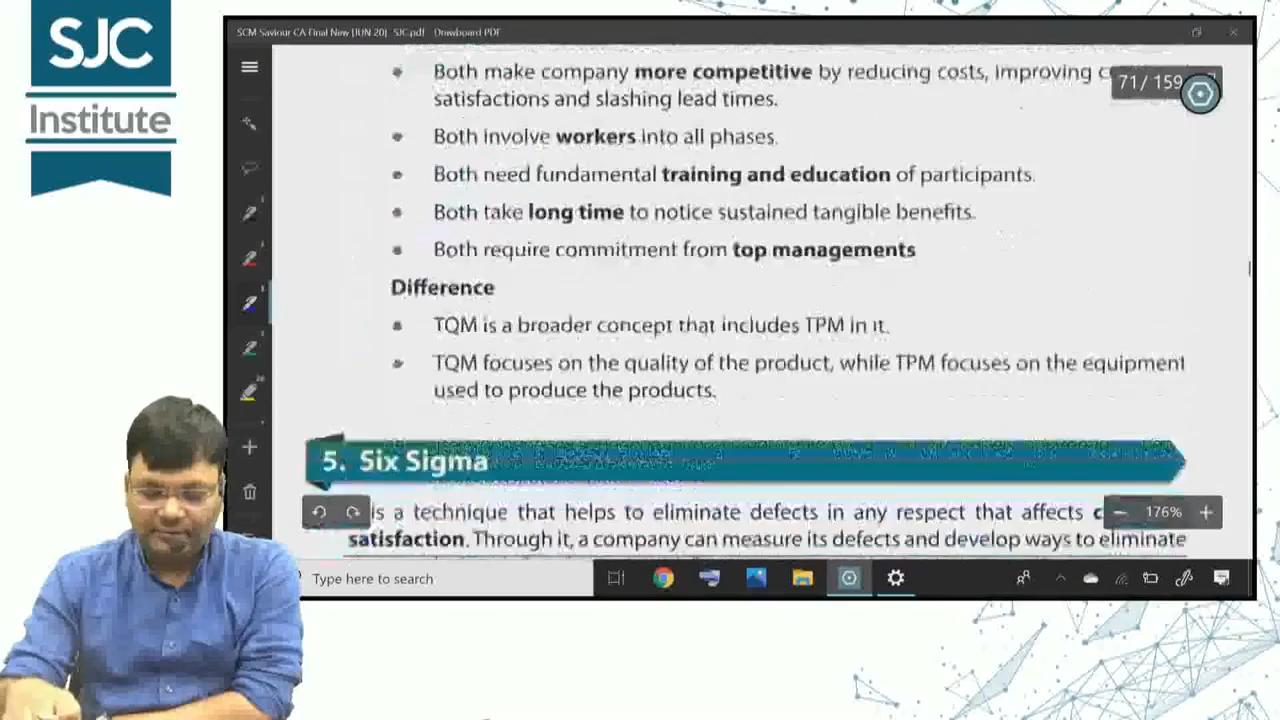 SJC
Institute
SCM Saviour CA Final New [JUN 20] SJC.pdf Drawboard PDF
71 / 159
Both make company more competitive by reducing costs, improving
satisfactions and slashing lead times.
Both involve workers into all phases.
Both need fundamental training and education of participants.
Both take long time to notice sustained tangible benefits.
Both require commitment from top managements
Difference
TQM is a broader concept that includes TPM in it.
TQM focuses on the quality of the product, while TPM focuses on the equipment
used to produce the products.
5. Six Sigma
is a technique that helps to eliminate defects in any respect that affects
176%
satisfaction. Through it, a company can measure its defects and develop ways to eliminate
Type here to search